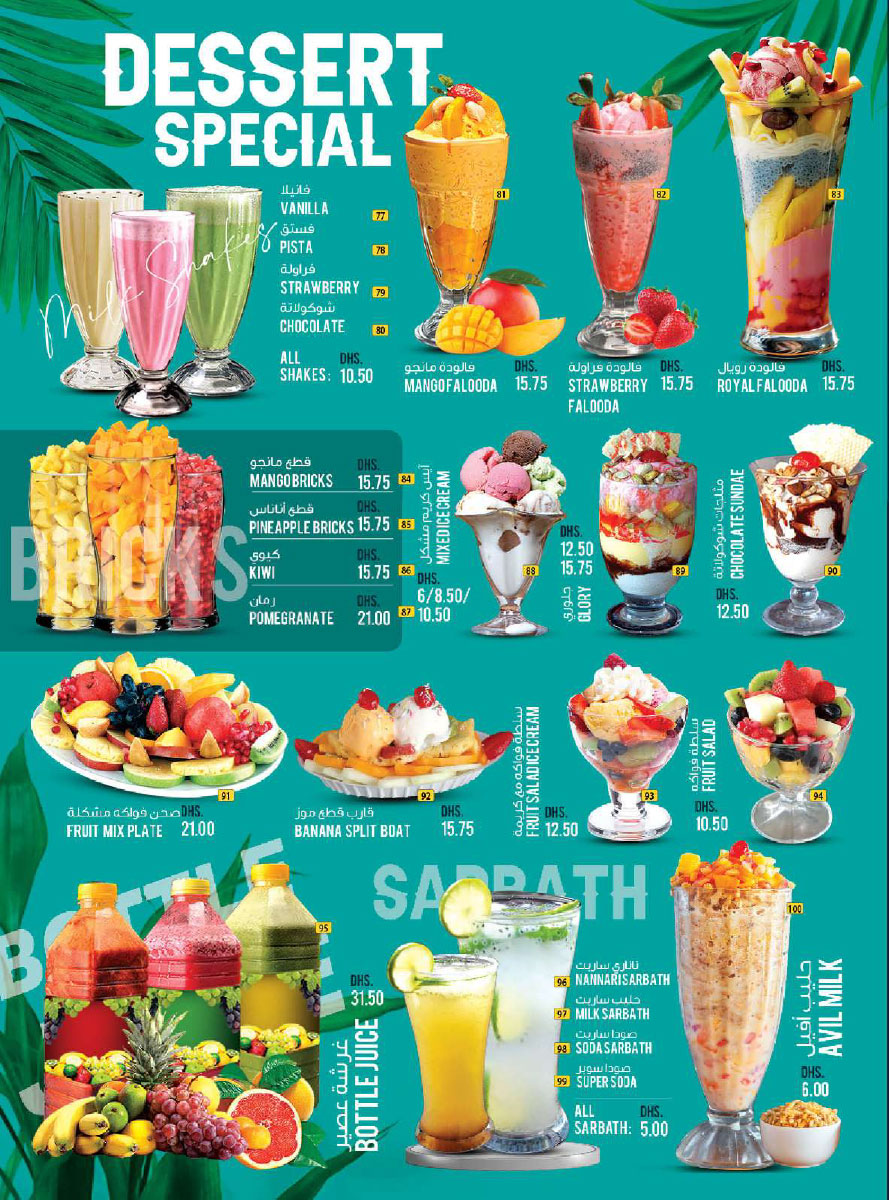 DESSERT
SPECIAL
Milk Shakes
فانيلا
VANILLA 77
فستق
PISTA 78
فراولة
STRAWBERRY 79
شوكولاتة
CHOCOLATE 80
ALL DHS.
SHAKES: 10.50
81
فالودة مانجو DHS.
MANGO FALOODA 15.75
82
فالودة فراولة DHS.
STRAWBERRY 15.75
FALOODA
83
فالودة رويال DHS.
ROYAL FALOODA 15.75
BRICKS
قطع مانجو DHS.
MANGO BRICKS 15.75 84
قطع أناناس DHS.
PINEAPPLE BRICKS 15.75 85
كيوي DHS.
KIWI 15.75 86
رمان DHS.
POMEGRANATE 21.00 87
آيس كريم مشكل
MIXED ICE CREAM
DHS.
6/8.50/
10.50
88
DHS.
12.50
15.75
جلوري
GLORY
89
مثلجات شوكولاتة
CHOCOLATE SUNDAE
DHS.
12.50
90
91
صحن فواكه مشكلة DHS.
FRUIT MIX PLATE 21.00
92
قارب قطع موز DHS.
BANANA SPLIT BOAT 15.75
سلطة فواكه مع كريمة
FRUIT SALAD ICE CREAM
DHS.
12.50
93
سلطة فواكه
FRUIT SALAD
DHS.
10.50
94
BOTTLE
95
DHS.
31.50
غرشة عصير
BOTTLE JUICE
SARBATH
ناناري ساربت
96 NANNARI SARBATH
حليب ساربت
97 MILK SARBATH
صودا ساربت
98 SODA SARBATH
صودا سوبر
99 SUPER SODA
ALL DHS.
SARBATH: 5.00
100
حليب أفيل
AVIL MILK
DHS.
6.00